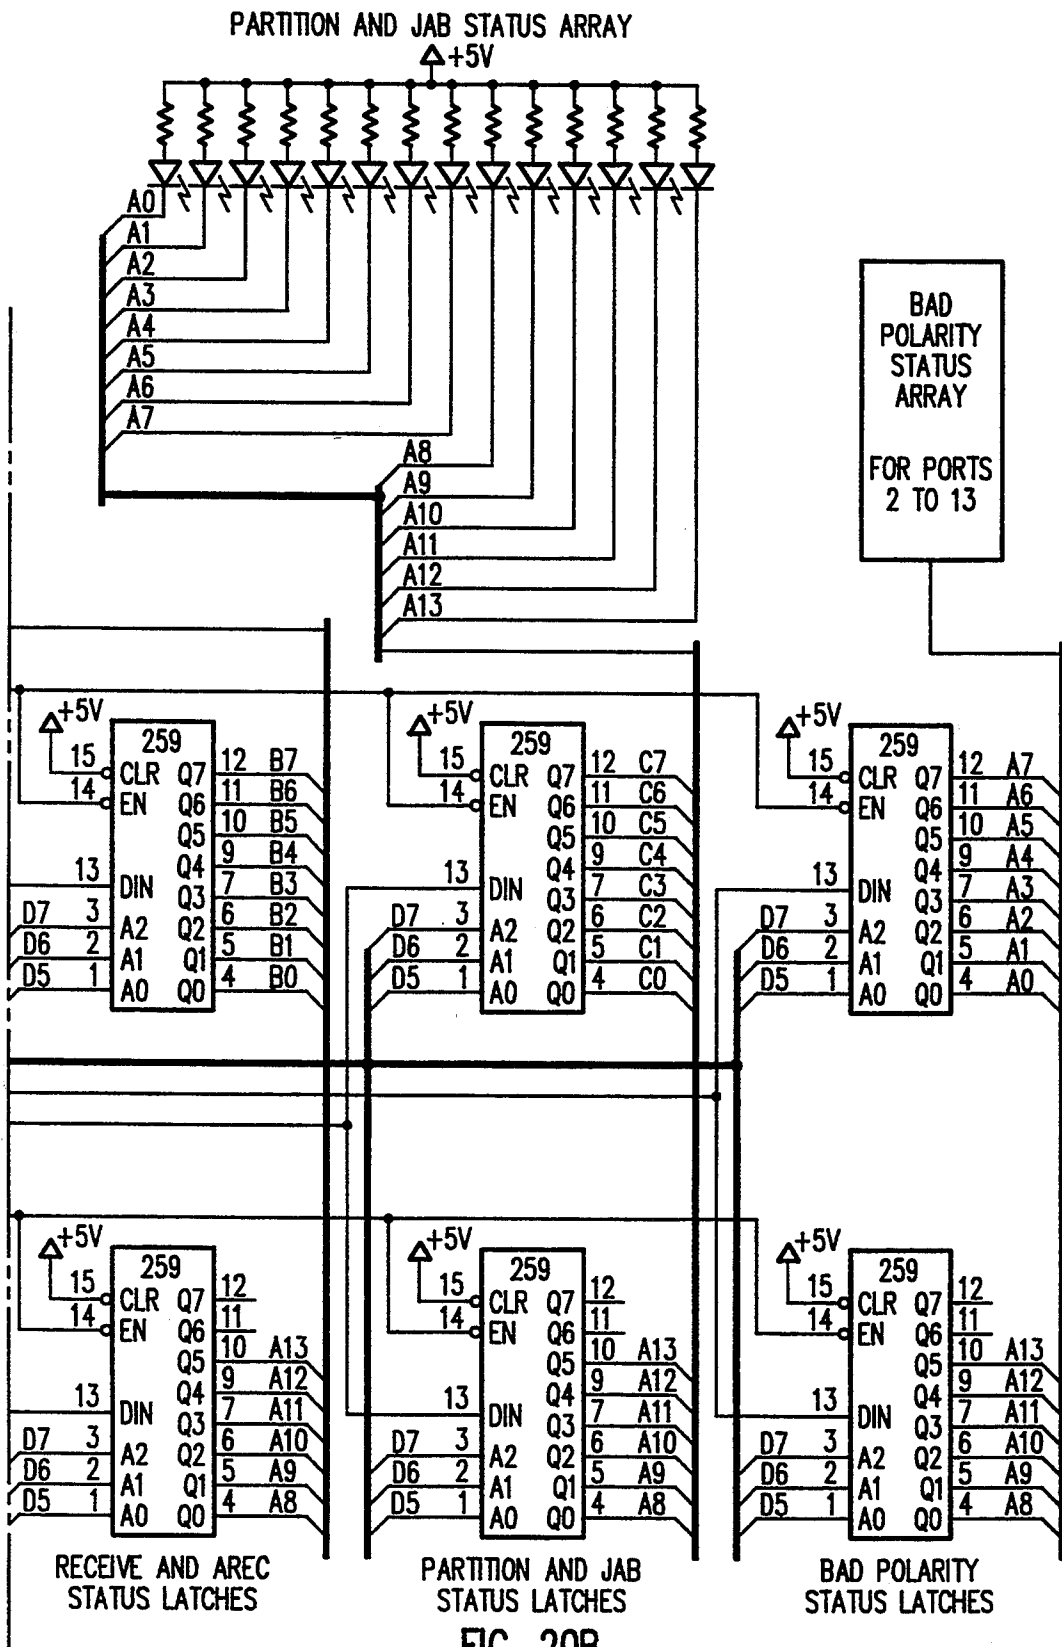 PARTITION AND JAB STATUS ARRAY
+5V
A0
A1
A2
A3
A4
A5
A6
A7
A8
A9
A10
A11
A12
A13
BAD
POLARITY
STATUS
ARRAY
FOR PORTS
2 TO 13
+5V
259
15 CLR Q7 12 B7
14 EN Q6 11 B6
Q5 10 B5
Q4 9 B4
13 DIN Q3 7 B3
D7 3 A2 Q2 6 B2
D6 2 A1 Q1 5 B1
D5 1 A0 Q0 4 B0
+5V
259
15 CLR Q7 12 C7
14 EN Q6 11 C6
Q5 10 C5
Q4 9 C4
13 DIN Q3 7 C3
D7 3 A2 Q2 6 C2
D6 2 A1 Q1 5 C1
D5 1 A0 Q0 4 C0
+5V
259
15 CLR Q7 12 A7
14 EN Q6 11 A6
Q5 10 A5
Q4 9 A4
13 DIN Q3 7 A3
D7 3 A2 Q2 6 A2
D6 2 A1 Q1 5 A1
D5 1 A0 Q0 4 A0
+5V
259
15 CLR Q7 12
14 EN Q6 11
Q5 10 A13
Q4 9 A12
13 DIN Q3 7 A11
D7 3 A2 Q2 6 A10
D6 2 A1 Q1 5 A9
D5 1 A0 Q0 4 A8
RECEIVE AND AREC
STATUS LATCHES
+5V
259
15 CLR Q7 12
14 EN Q6 11
Q5 10 A13
Q4 9 A12
13 DIN Q3 7 A11
D7 3 A2 Q2 6 A10
D6 2 A1 Q1 5 A9
D5 1 A0 Q0 4 A8
PARTITION AND JAB
STATUS LATCHES
+5V
259
15 CLR Q7 12
14 EN Q6 11
Q5 10 A13
Q4 9 A12
13 DIN Q3 7 A11
D7 3 A2 Q2 6 A10
D6 2 A1 Q1 5 A9
D5 1 A0 Q0 4 A8
BAD POLARITY
STATUS LATCHES
FIG. 20B